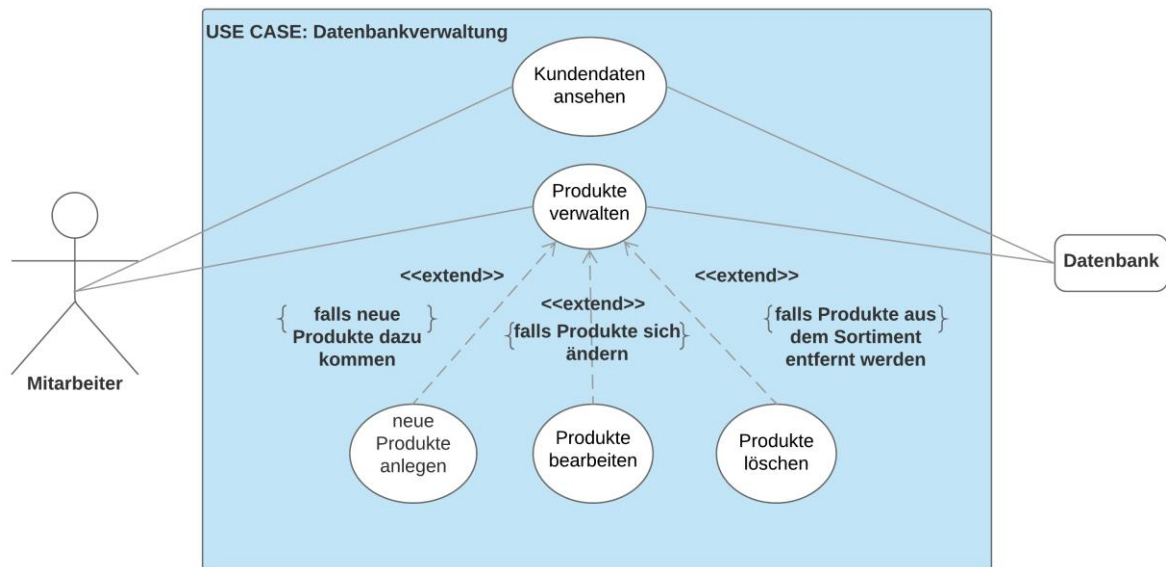 USE CASE: Datenbankverwaltung
Kundendaten
ansehen
Produkte
verwalten
Datenbank
<<extend>>
<<extend>>
<<extend>>
{ falls neue }
Produkte dazu
kommen
{falls Produkte sich}
ändern
{falls Produkte aus}
dem Sortiment
entfernt werden
Mitarbeiter
neue
Produkte
anlegen
Produkte
bearbeiten
Produkte
löschen